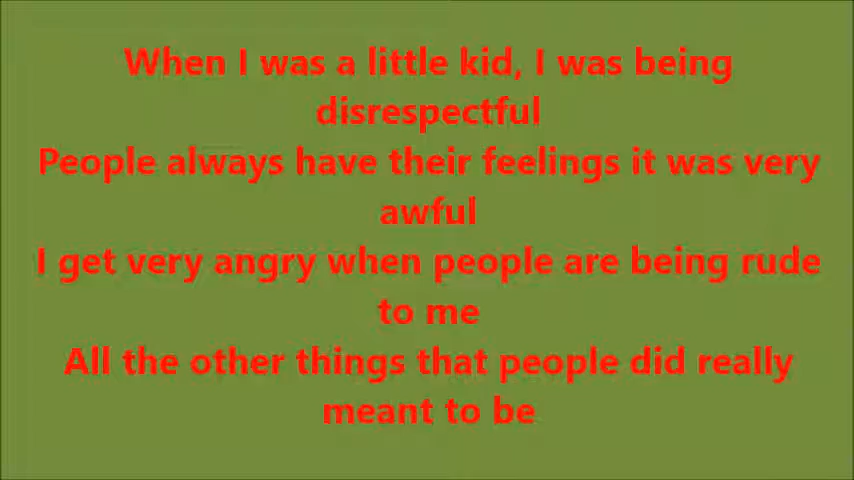 When I was a little kid, I was being
disrespectful
People always have their feelings it was very
awful
I get very angry when people are being rude
to me
All the other things that people did really
meant to be